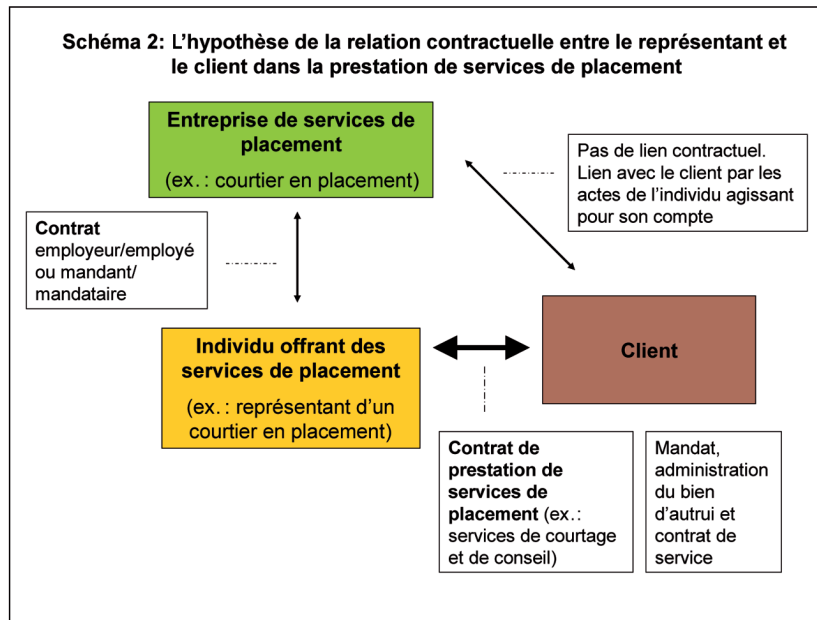 Schéma 2: L'hypothèse de la relation contractuelle entre le représentant et
le client dans la prestation de services de placement
Entreprise de services de
placement
(ex. : courtier en placement)
Pas de lien contractuel.
Lien avec le client par les
actes de l'individu agissant
pour son compte
Contrat
employeur/employé
ou mandant/
mandataire
Individu offrant des
services de placement
(ex. : représentant d'un
courtier en placement)
Client
Contrat de
prestation de
services de
placement (ex.:
services de courtage
et de conseil)
Mandat,
administration
du bien
d'autrui et
contrat de
service